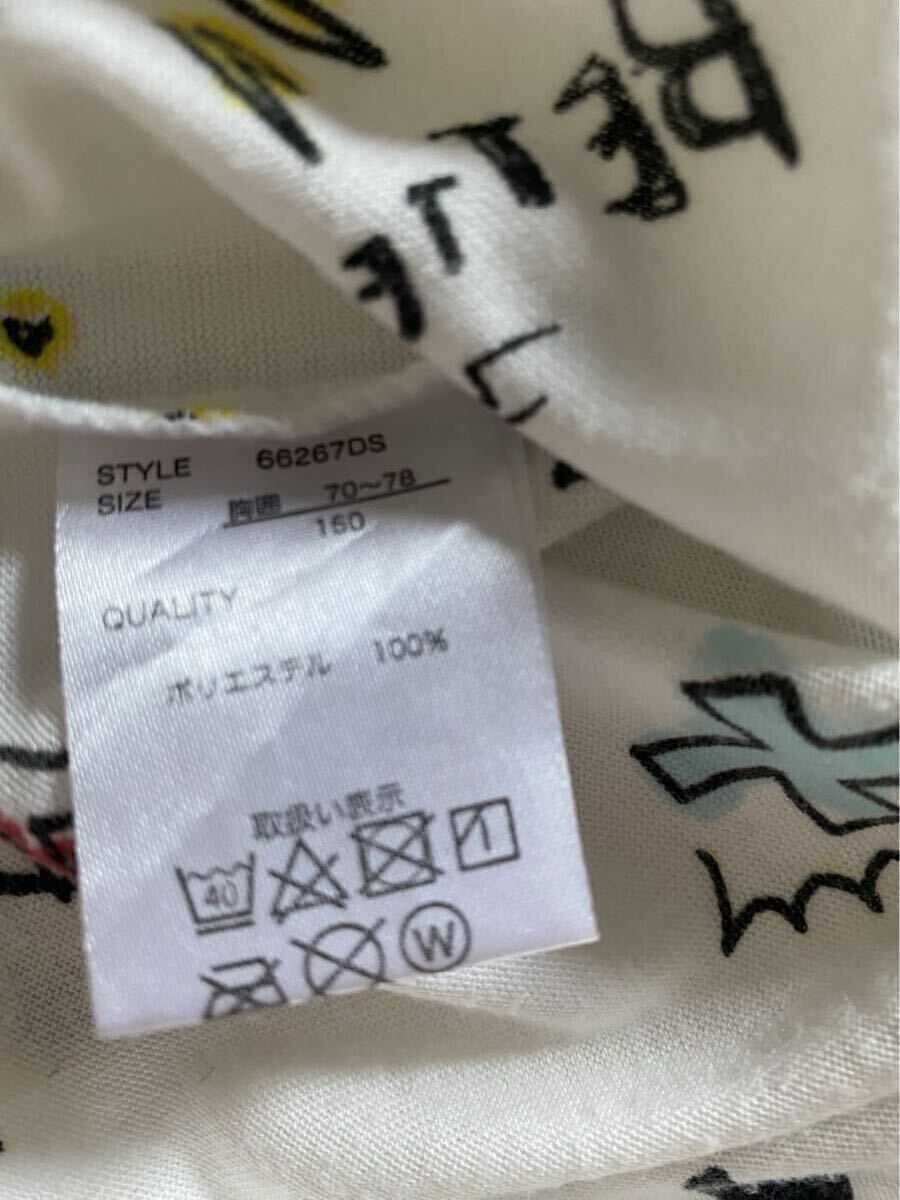 STYLE 66267DS
SIZE 胸囲 70～78
150
QUALITY
ポリエステル 100%
取扱い表示
40
W